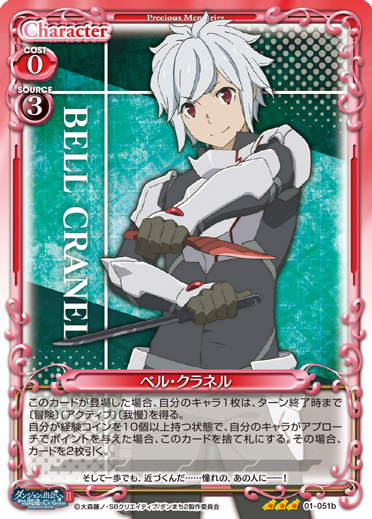 Precious Memories
Character
COST
0
SOURCE
3
BELL CRANEL
ベル・クラネル
このカードが登場した場合、自分のキャラ1枚は、ターン終了時まで
[冒険]〔アクティブ〕〔我慢〕を得る。
自分が経験コインを10個以上持つ状態で、自分のキャラがアプロー
チでポイントを与えた場合、このカードを捨て札にする。その場合、
カードを2枚引く。
そして一歩でも、近づくんだ……憧れの、あの人に――!
ダンジョンに出会いを
求めるのは
間違っているだろうか
II
©大森藤ノ・SBクリエイティブ/ダンまち2製作委員会
01-051b